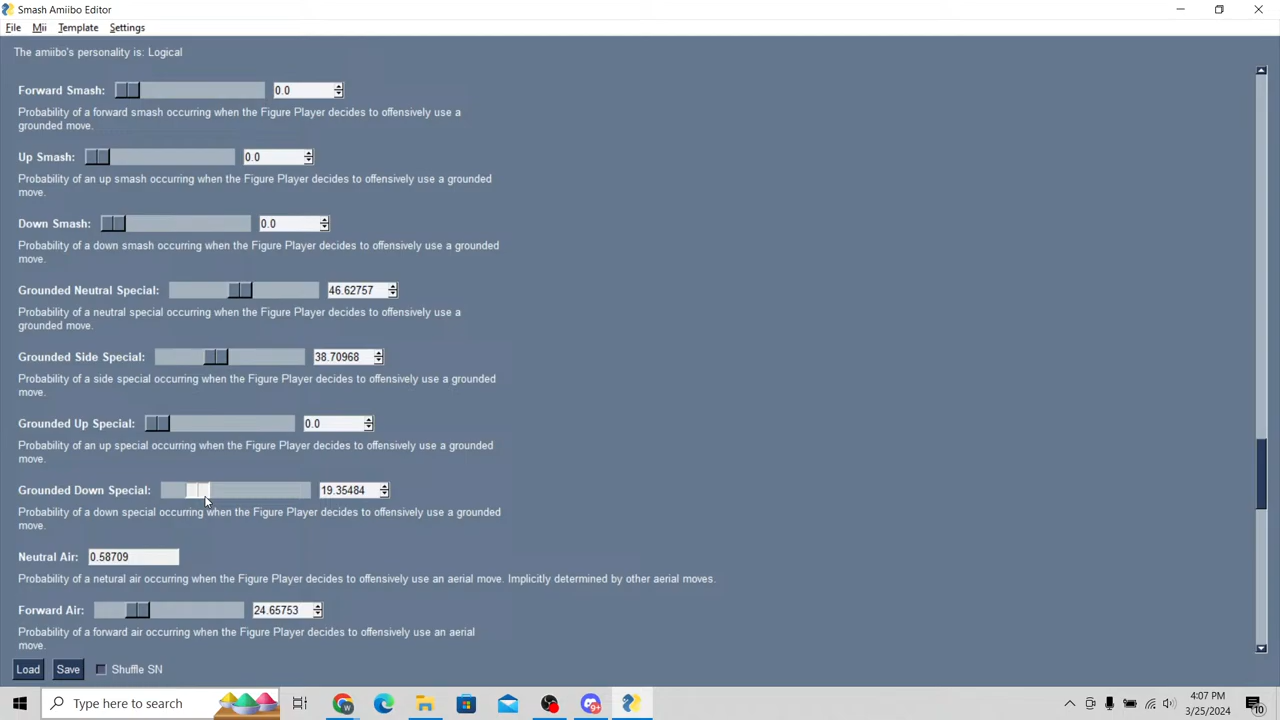 Smash Amiibo Editor
File Mii Template Settings
The amiibo's personality is: Logical
Forward Smash: 0.0
Probability of a forward smash occurring when the Figure Player decides to offensively use a
grounded move.
Up Smash: 0.0
Probability of an up smash occurring when the Figure Player decides to offensively use a grounded
move.
Down Smash: 0.0
Probability of a down smash occurring when the Figure Player decides to offensively use a grounded
move.
Grounded Neutral Special: 46.62757
Probability of a neutral special occurring when the Figure Player decides to offensively use a
grounded move.
Grounded Side Special: 38.70968
Probability of a side special occurring when the Figure Player decides to offensively use a grounded
move.
Grounded Up Special: 0.0
Probability of an up special occurring when the Figure Player decides to offensively use a grounded
move.
Grounded Down Special: 19.35484
Probability of a down special occurring when the Figure Player decides to offensively use a grounded
move.
Neutral Air: 0.58709
Probability of a netural air occurring when the Figure Player decides to offensively use an aerial move. Implicitly determined by other aerial moves.
Forward Air: 24.65753
Probability of a forward air occurring when the Figure Player decides to offensively use an aerial
move.
Load Save Shuffle SN
Type here to search
9+
4:07 PM
3/25/2024
10